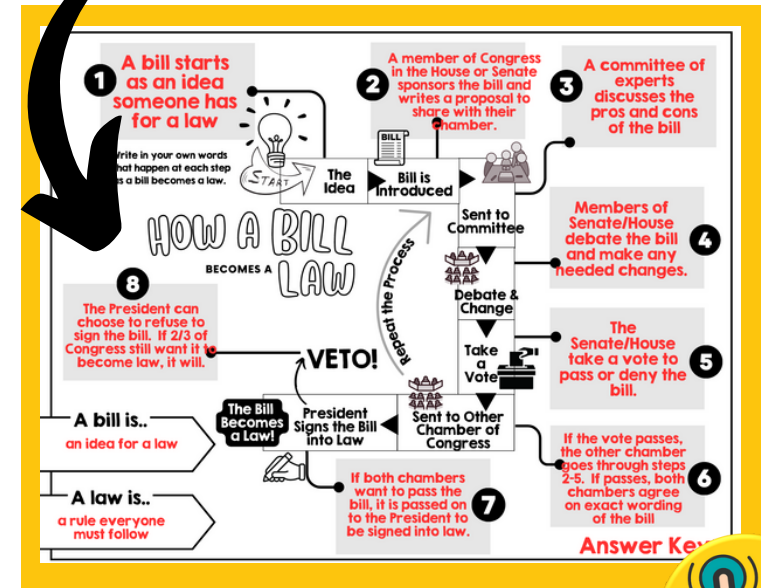 1
A bill starts
as an idea
someone has
for a law
2
A member of Congress
in the House or Senate
sponsors the bill and
writes a proposal to
share with their
chamber.
3
A committee of
experts
discusses the
pros and cons
of the bill
Write in your own words
what happen at each step
as a bill becomes a law.
START
BILL
The
Idea
Bill is
Introduced
Sent to
Committee
HOW A BILL
BECOMES A
LAW
Repeat the Process
Members of
Senate/House
debate the bill
and make any
needed changes.
4
Debate &
Change
8
The President can
choose to refuse to
sign the bill. If 2/3 of
Congress still want it to
become law, it will.
VETO!
Take
a
Vote
The
Senate/House
take a vote to
pass or deny the
bill.
5
The Bill
Becomes
a Law!
President
Signs the Bill
into Law
Sent to Other
Chamber of
Congress
A bill is..
an idea for a law
If the vote passes,
the other chamber
goes through steps
2-5. If passes, both
chambers agree
on exact wording
of the bill
6
A law is..
a rule everyone
must follow
If both chambers
want to pass the
bill, it is passed on
to the President to
be signed into law.
7
Answer Key